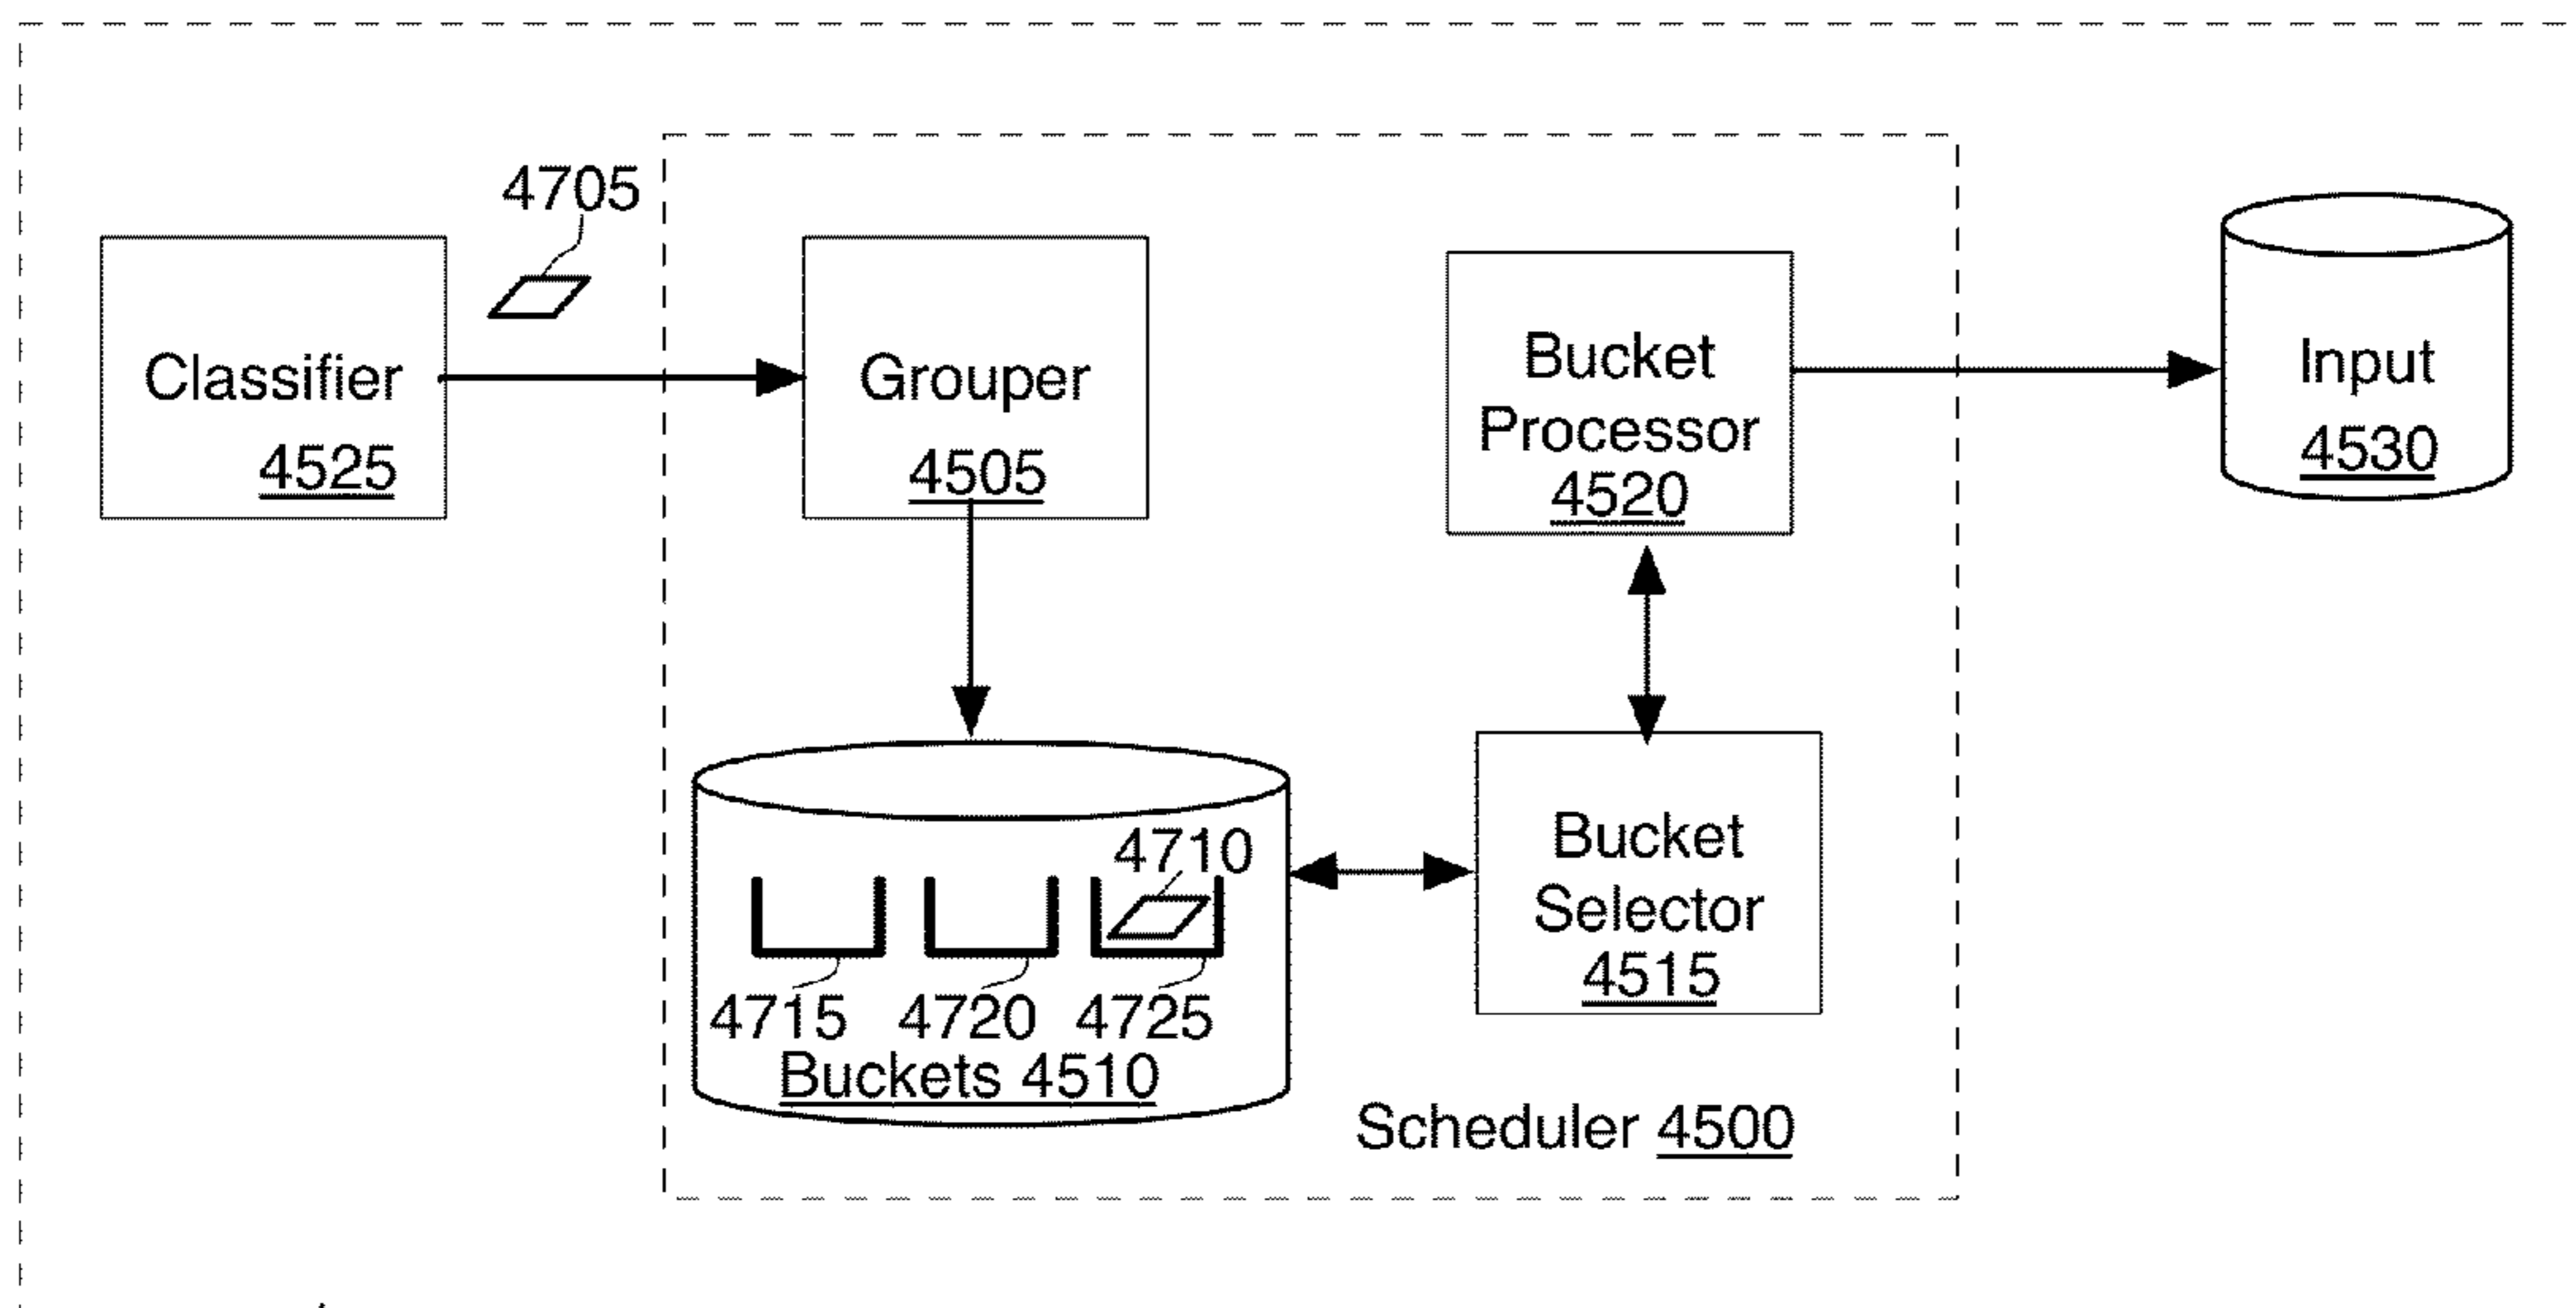 4705
Classifier
4525
Grouper
4505
Bucket
Processor
4520
Input
4530
4710
4715 4720 4725
Buckets 4510
Bucket
Selector
4515
Scheduler 4500